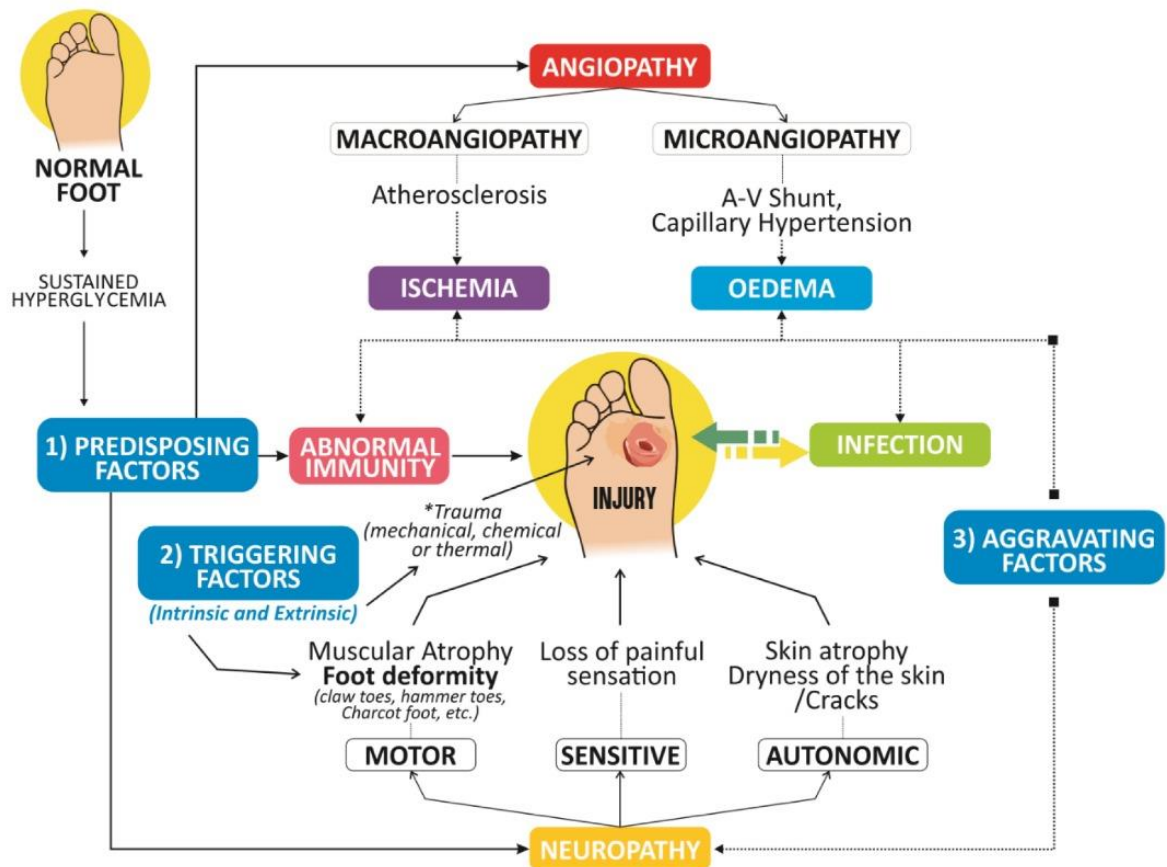 ANGIOPATHY
MACROANGIOPATHY
MICROANGIOPATHY
NORMAL
FOOT
Atherosclerosis
A-V Shunt,
Capillary Hypertension
SUSTAINED
HYPERGLYCEMIA
ISCHEMIA
OEDEMA
1) PREDISPOSING
FACTORS
ABNORMAL
IMMUNITY
INJURY
INFECTION
*Trauma
(mechanical, chemical
or thermal)
2) TRIGGERING
FACTORS
(Intrinsic and Extrinsic)
3) AGGRAVATING
FACTORS
Muscular Atrophy
Foot deformity
(claw toes, hammer toes,
Charcot foot, etc.)
Loss of painful
sensation
Skin atrophy
Dryness of the skin
/Cracks
MOTOR
SENSITIVE
AUTONOMIC
NEUROPATHY